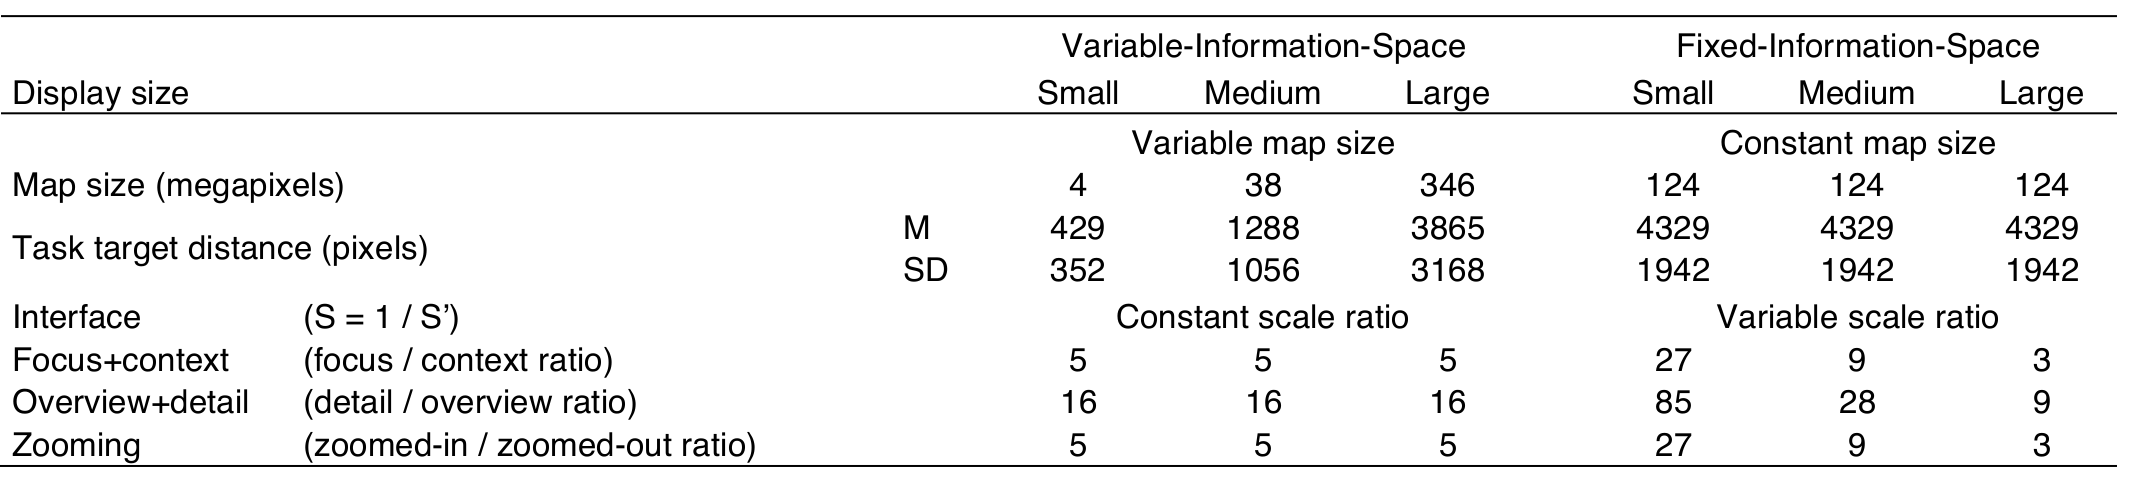 Variable-Information-Space Fixed-Information-Space
Display size Small Medium Large Small Medium Large
Variable map size Constant map size
Map size (megapixels) 4 38 346 124 124 124
Task target distance (pixels) M 429 1288 3865 4329 4329 4329
SD 352 1056 3168 1942 1942 1942
Interface (S = 1 / S’) Constant scale ratio Variable scale ratio
Focus+context (focus / context ratio) 5 5 5 27 9 3
Overview+detail (detail / overview ratio) 16 16 16 85 28 9
Zooming (zoomed-in / zoomed-out ratio) 5 5 5 27 9 3